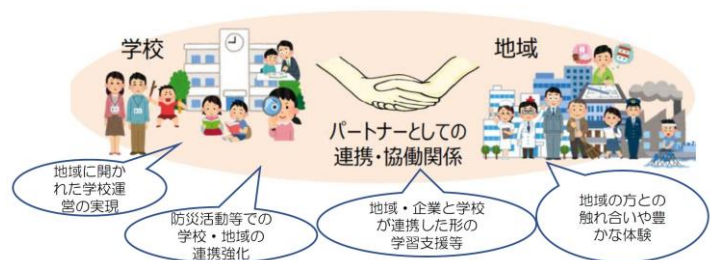 学校
地域
パートナーとしての
連携・協働関係
地域に開か
れた学校運
営の実現
防災活動等での
学校・地域の
連携強化
地域・企業と学校
が連携した形の
学習支援等
地域の方との
触れ合いや豊
かな体験